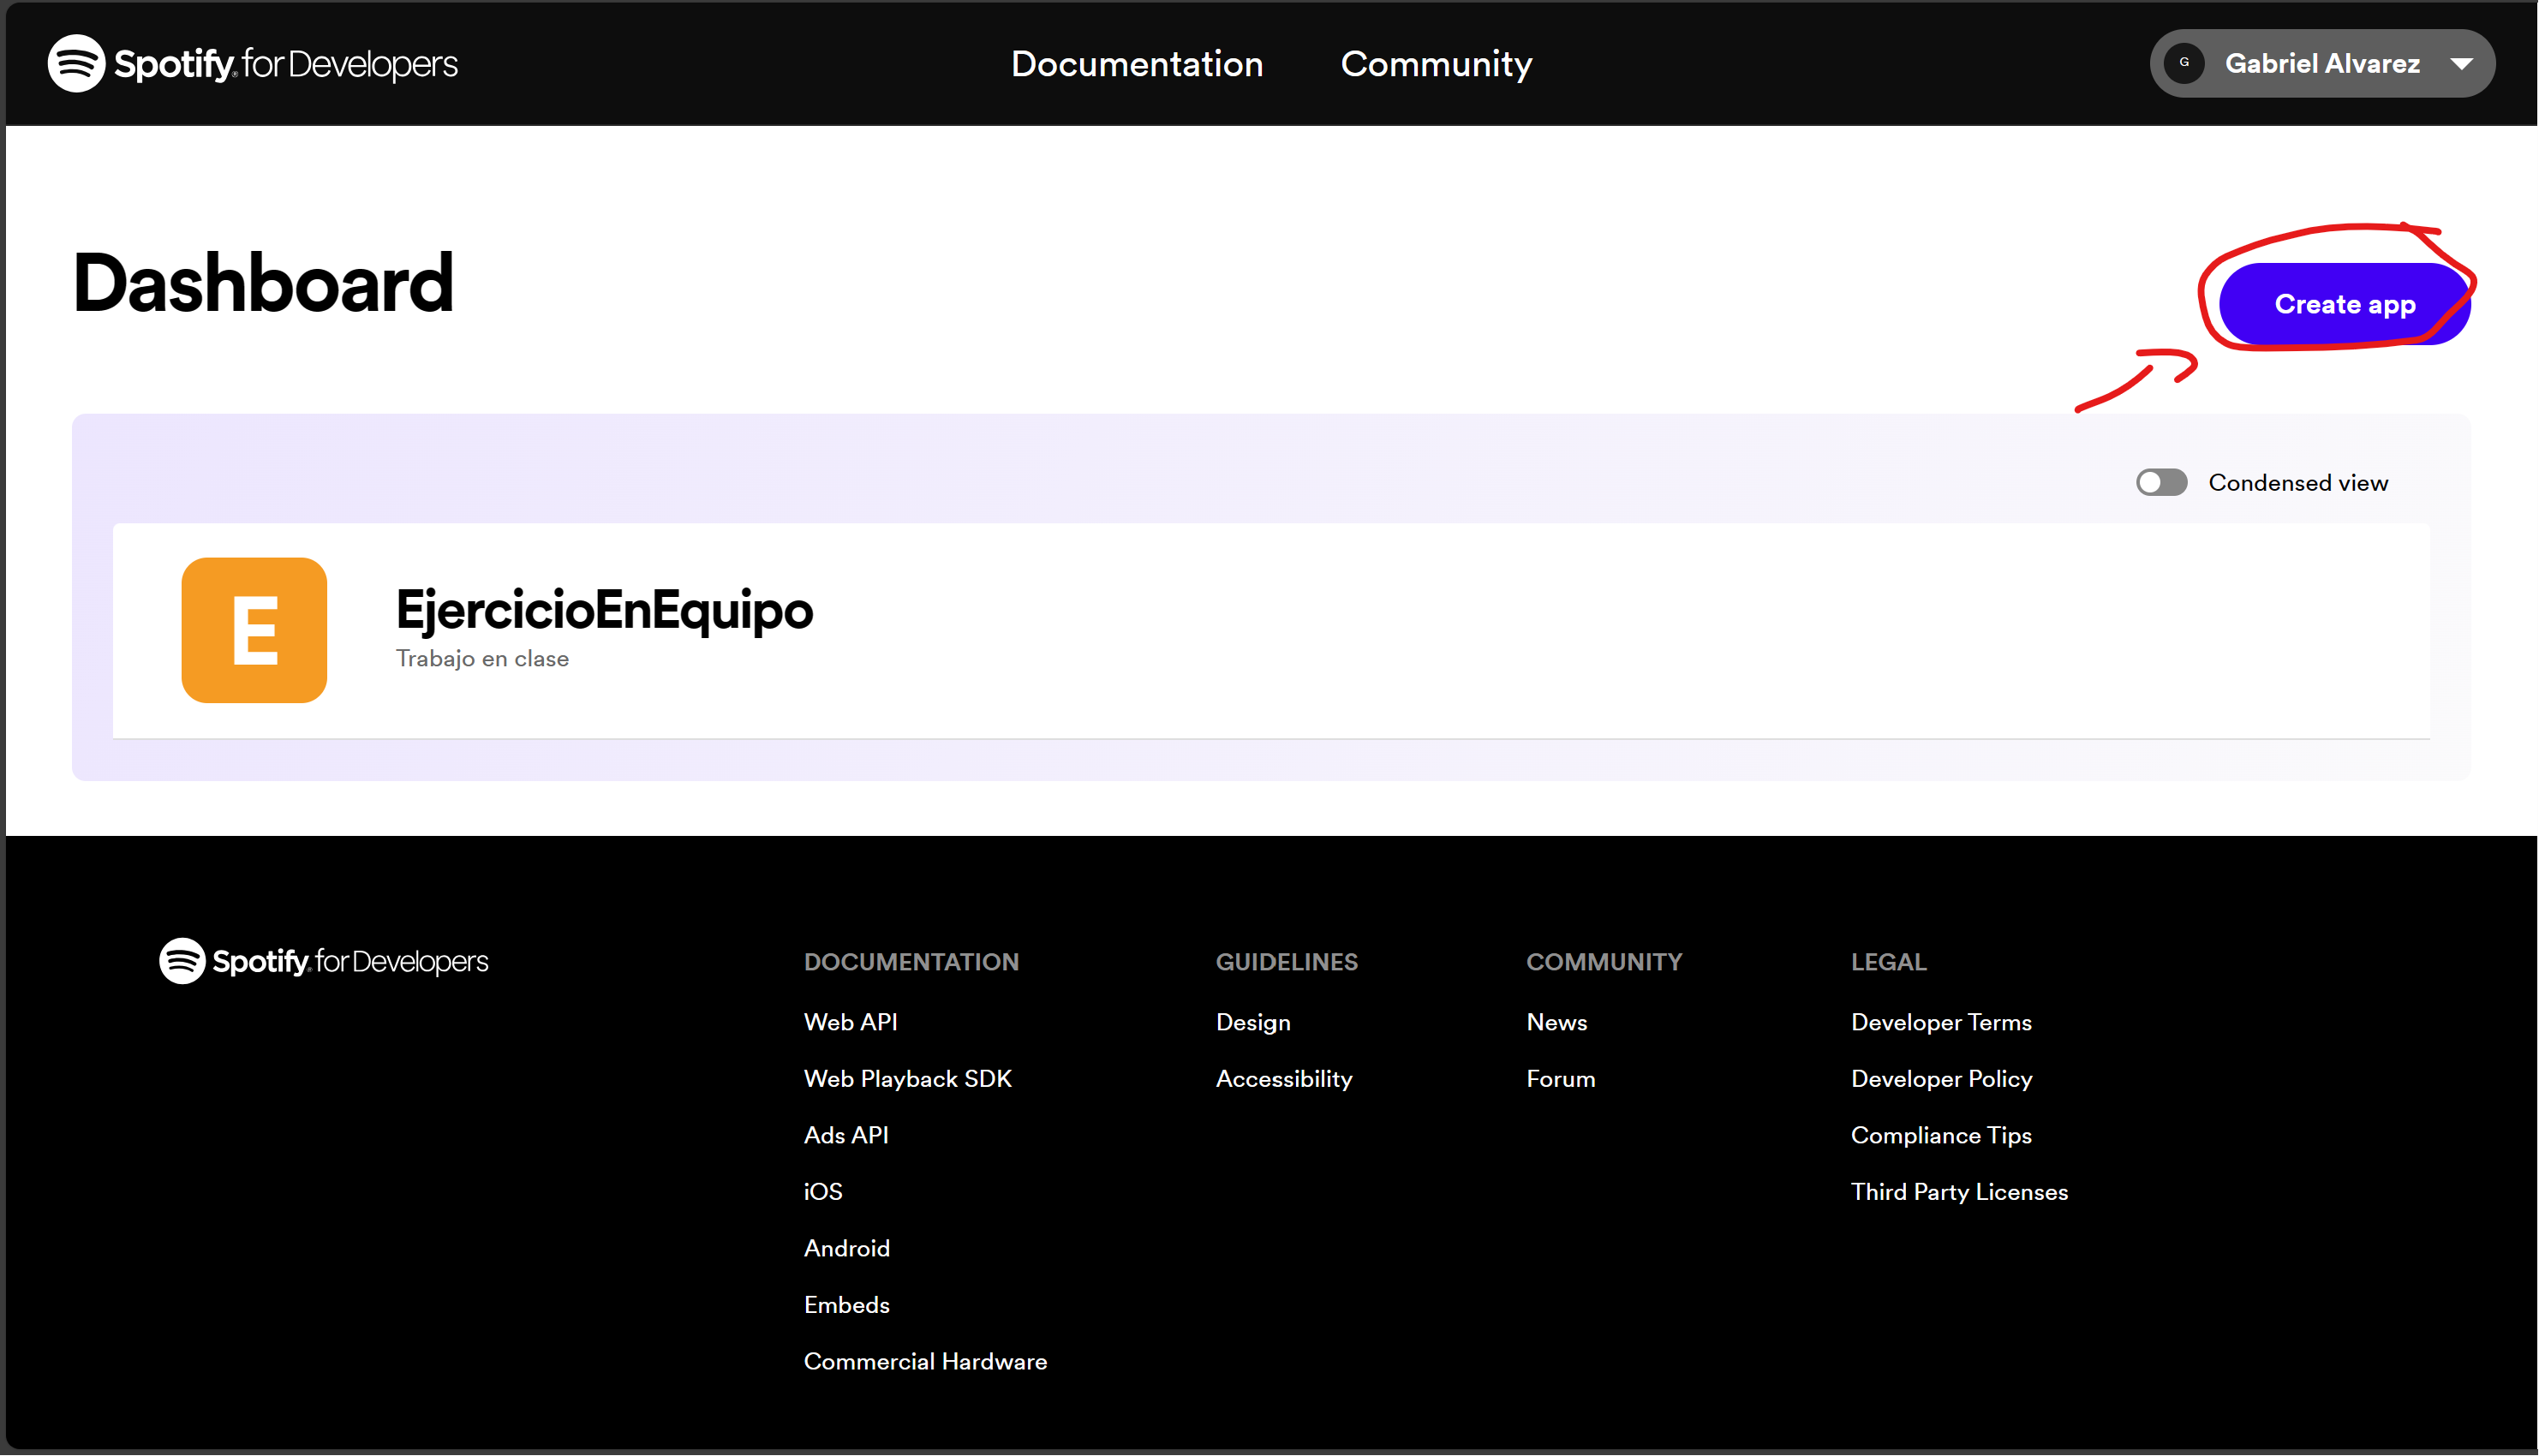 Spotify® for Developers
Documentation
Community
G
Gabriel Alvarez
Dashboard
Create app
Condensed view
E
EjercicioEnEquipo
Trabajo en clase
Spotify® for Developers
DOCUMENTATION
Web API
Web Playback SDK
Ads API
iOS
Android
Embeds
Commercial Hardware
GUIDELINES
Design
Accessibility
COMMUNITY
News
Forum
LEGAL
Developer Terms
Developer Policy
Compliance Tips
Third Party Licenses